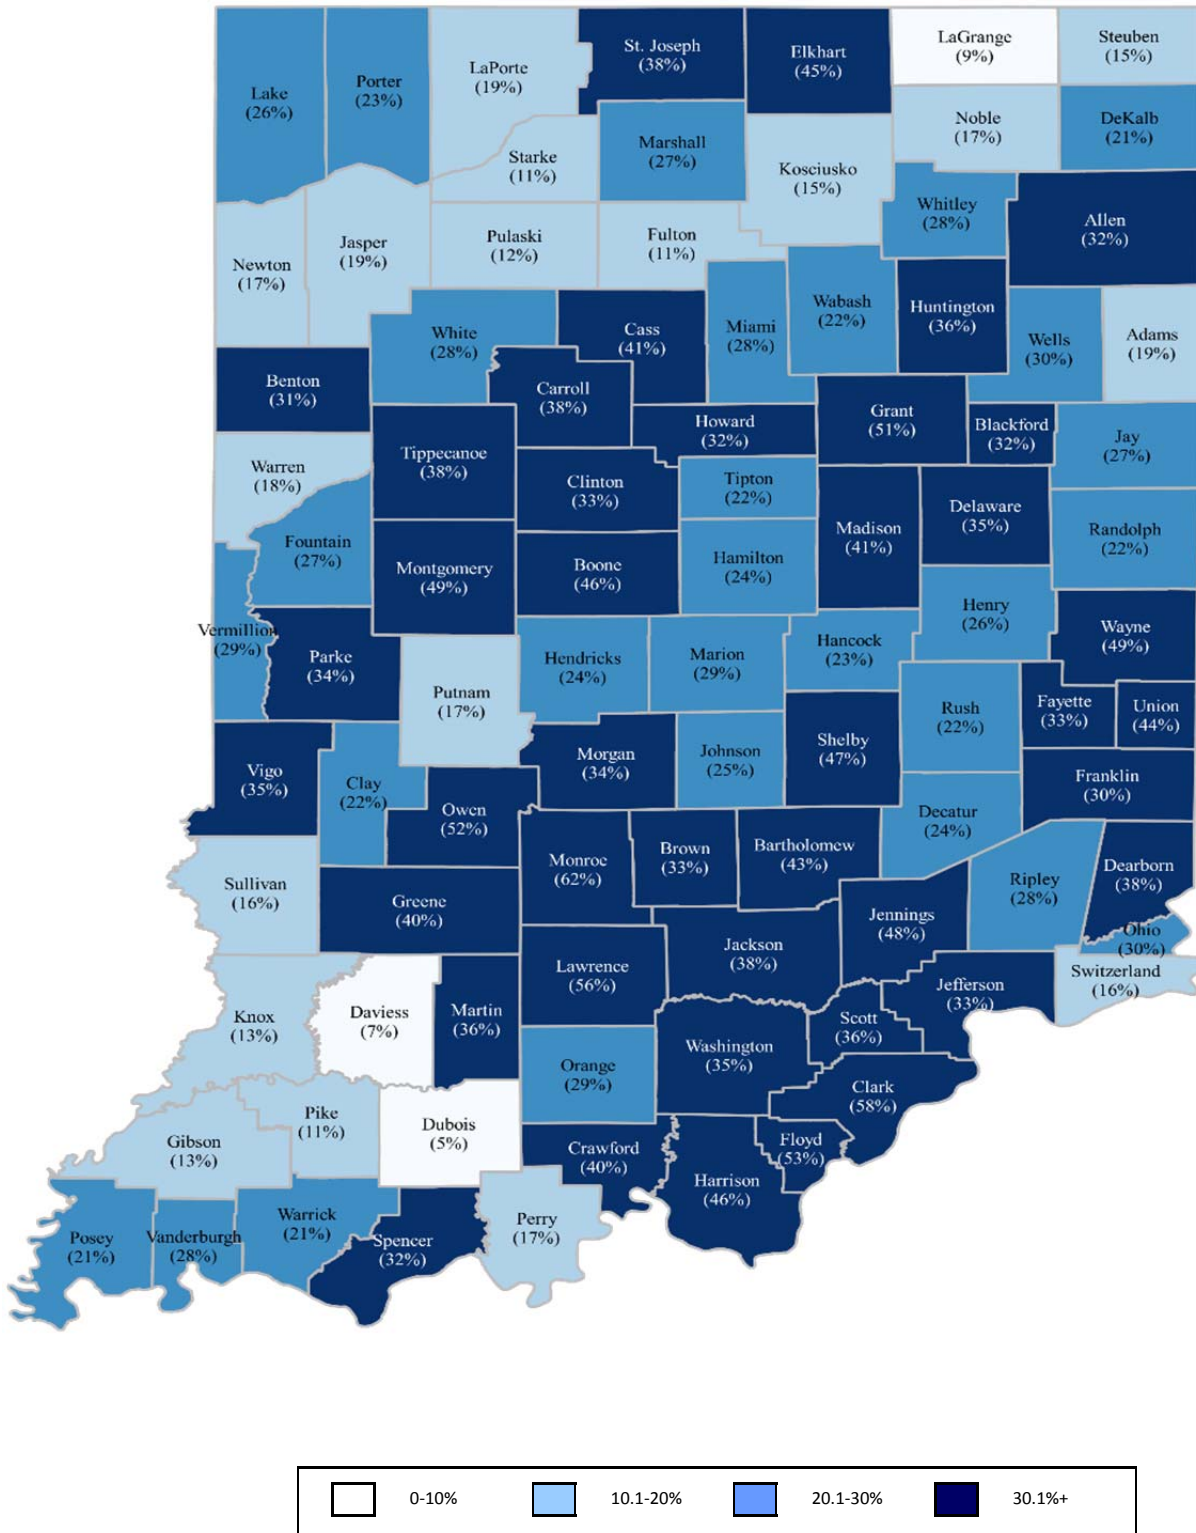 St. Joseph
(38%)
Elkhart
(45%)
LaGrange
(9%)
Steuben
(15%)
Lake
(26%)
Porter
(23%)
LaPorte
(19%)
Noble
(17%)
DeKalb
(21%)
Starke
(11%)
Marshall
(27%)
Kosciusko
(15%)
Whitley
(28%)
Allen
(32%)
Newton
(17%)
Jasper
(19%)
Pulaski
(12%)
Fulton
(11%)
White
(28%)
Cass
(41%)
Miami
(28%)
Wabash
(22%)
Huntington
(36%)
Wells
(30%)
Adams
(19%)
Benton
(31%)
Carroll
(38%)
Howard
(32%)
Grant
(51%)
Blackford
(32%)
Jay
(27%)
Warren
(18%)
Tippecanoe
(38%)
Clinton
(33%)
Tipton
(22%)
Madison
(41%)
Delaware
(35%)
Randolph
(22%)
Fountain
(27%)
Montgomery
(49%)
Boone
(46%)
Hamilton
(24%)
Henry
(26%)
Wayne
(49%)
Vermillion
(29%)
Parke
(34%)
Putnam
(17%)
Hendricks
(24%)
Marion
(29%)
Hancock
(23%)
Rush
(22%)
Fayette
(33%)
Union
(44%)
Vigo
(35%)
Clay
(22%)
Owen
(52%)
Morgan
(34%)
Johnson
(25%)
Shelby
(47%)
Decatur
(24%)
Franklin
(30%)
Sullivan
(16%)
Greene
(40%)
Monroe
(62%)
Brown
(33%)
Bartholomew
(43%)
Jennings
(48%)
Ripley
(28%)
Dearborn
(38%)
Ohio
(30%)
Knox
(13%)
Daviess
(7%)
Martin
(36%)
Lawrence
(56%)
Jackson
(38%)
Jefferson
(33%)
Switzerland
(16%)
Scott
(36%)
Orange
(29%)
Washington
(35%)
Clark
(58%)
Gibson
(13%)
Pike
(11%)
Dubois
(5%)
Crawford
(40%)
Harrison
(46%)
Floyd
(53%)
Posey
(21%)
Vanderburgh
(28%)
Warrick
(21%)
Spencer
(32%)
Perry
(17%)
0-10%
10.1-20%
20.1-30%
30.1%+